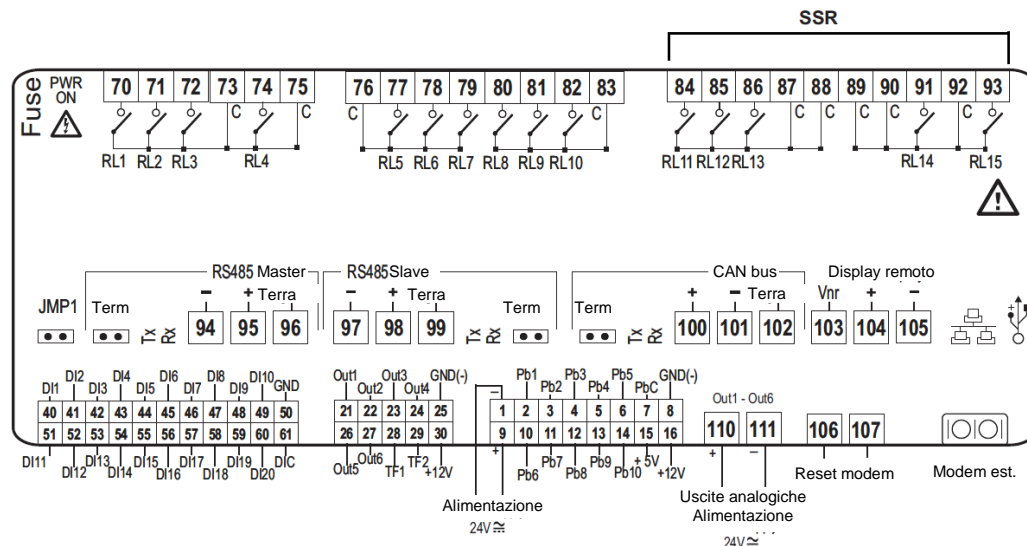 SSR
Fuse
PWR ON
70 71 72 73 74 75 76 77 78 79 80 81 82 83 84 85 86 87 88 89 90 91 92 93
C C C C C C C C C
RL1 RL2 RL3 RL4 RL5 RL6 RL7 RL8 RL9 RL10 RL11 RL12 RL13 RL14 RL15
RS485 Master RS485 Slave CAN bus Display remoto
JMP1 Term - + Terra - + Terra Term Term + - Terra Vnr + -
Tx Rx 94 95 96 97 98 99 Tx Rx Tx Rx 100 101 102 103 104 105
DI1 DI2 DI3 DI4 DI5 DI6 DI7 DI8 DI9 DI10 GND Out1 Out2 Out3 Out4 GND(-) – Pb1 Pb2 Pb3 Pb4 Pb5 PbC GND(-) Out1 - Out6
40 41 42 43 44 45 46 47 48 49 50 21 22 23 24 25 1 2 3 4 5 6 7 8
51 52 53 54 55 56 57 58 59 60 61 26 27 28 29 30 9 10 11 12 13 14 15 16 110 111 106 107
DI11 DI12 DI13 DI14 DI15 DI16 DI17 DI18 DI19 DI20 DIC Out5 Out6 TF1 TF2 +12V + Pb6 Pb7 Pb8 Pb9 Pb10 + 5V +12V + –
Reset modem Modem est.
Alimentazione
24V
Uscite analogiche
Alimentazione
24V